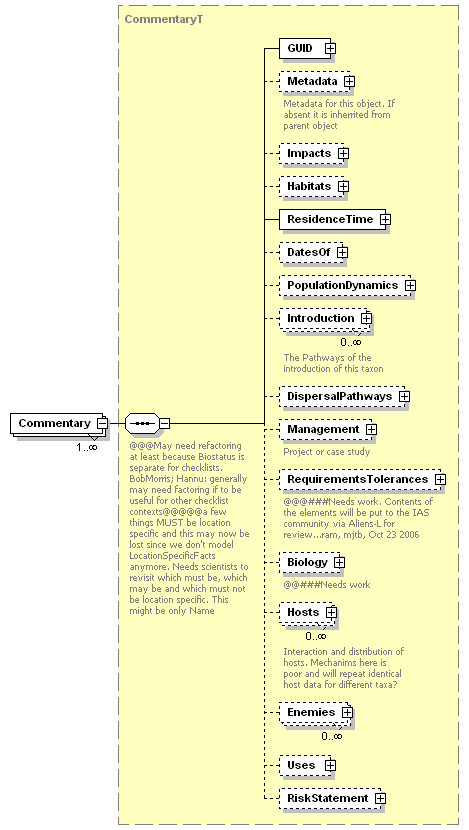 CommentaryT
GUID
Metadata
Metadata for this object. If
absent it is inherrited from
parent object
Impacts
Habitats
ResidenceTime
DatesOf
PopulationDynamics
Introduction
0..∞
The Pathways of the
introduction of this taxon
DispersalPathways
Commentary
1..∞
@@@May need refactoring
at least because Biostatus is
separate for checklists.
BobMorris; Hannu: generally
may need factoring if to be
useful for other checklist
contexts@@@@@a few
things MUST be location
specific and this may now be
lost since we don't model
LocationSpecificFacts
anymore. Needs scientists to
revisit which must be, which
may be and which must not
be location specific. This
might be only Name
Management
Project or case study
RequirementsTolerances
@@@###Needs work. Contents of
the elements will be put to the IAS
community via Aliens-L for
review...ram, mjtb, Oct 23 2006
Biology
@@###Needs work
Hosts
0..∞
Interaction and distribution of
hosts. Mechanims here is
poor and will repeat identical
host data for different taxa?
Enemies
0..∞
Uses
RiskStatement